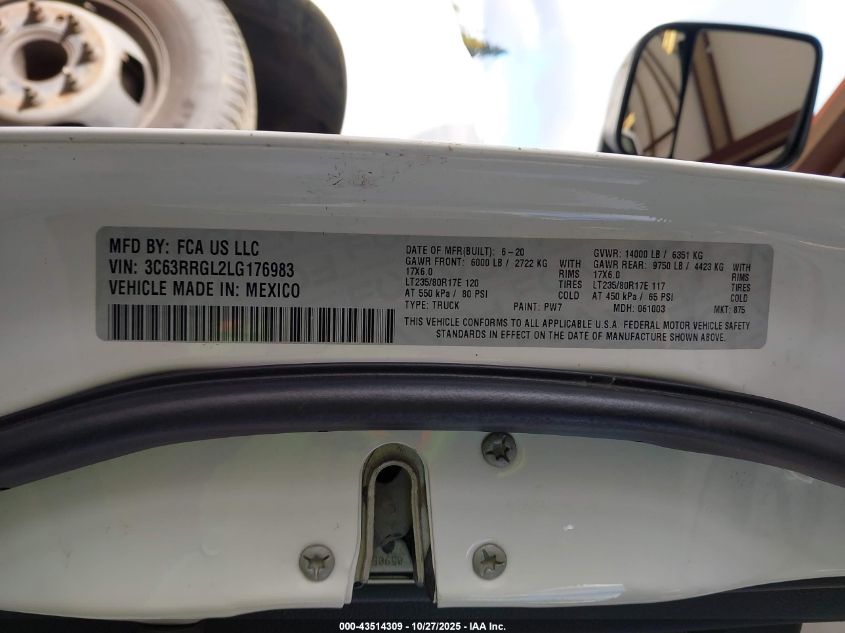 MFD BY: FCA US LLC
VIN: 3C63RRGL2LG176983
VEHICLE MADE IN: MEXICO
DATE OF MFR(BUILT): 6-20
GAWR FRONT: 6000 LB / 2722 KG WITH
17X6.0 RIMS
LT235/80R17E 120 TIRES
AT 550 kPa / 80 PSI COLD
TYPE: TRUCK PAINT: PW7
GVWR: 14000 LB / 6351 KG
GAWR REAR: 9750 LB / 4423 KG WITH
17X6.0 RIMS
LT235/80R17E 117 TIRES
AT 450 kPa / 65 PSI COLD
MDH: 061003 MKT: 875
THIS VEHICLE CONFORMS TO ALL APPLICABLE U.S.A. FEDERAL MOTOR VEHICLE SAFETY
STANDARDS IN EFFECT ON THE DATE OF MANUFACTURE SHOWN ABOVE.
000-43514309 - 10/27/2025 - IAA Inc.